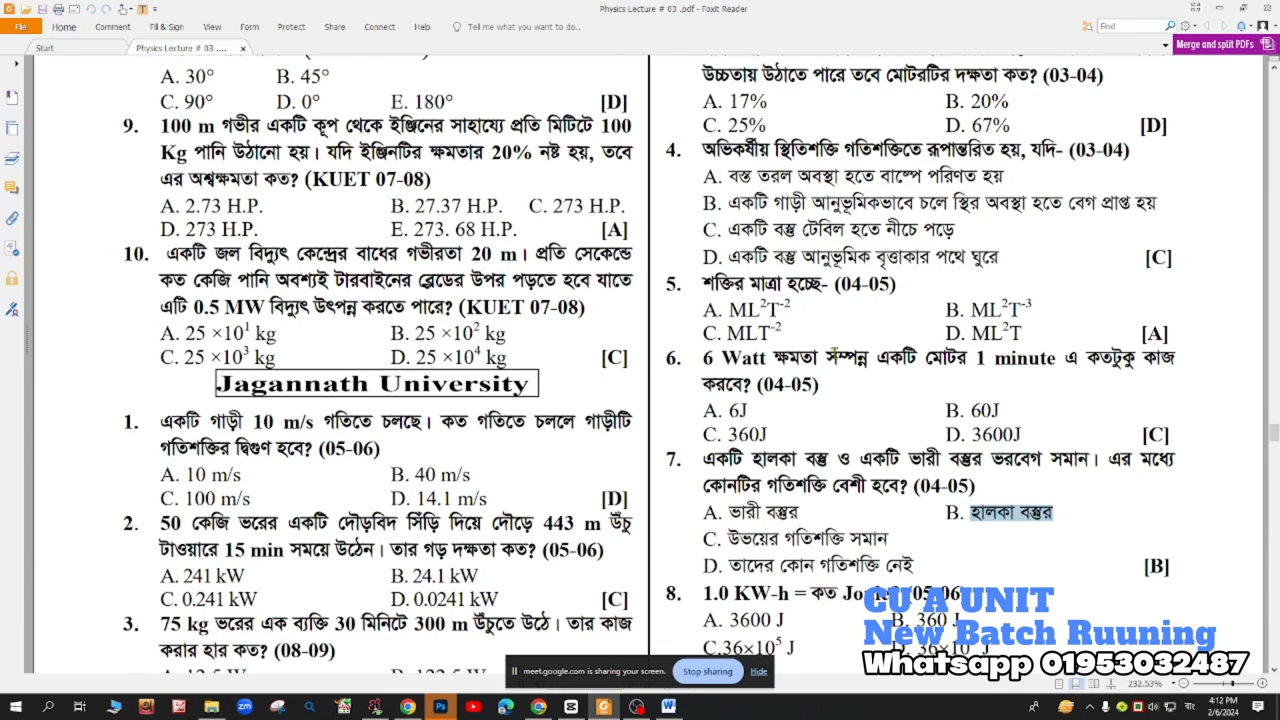 Physics Lecture # 03 .pdf - Foxit Reader
File Home Comment Fill & Sign Form Protect Share Connect Help Tell me what you want to do.. Find
Start Physics Lecture # 03 .... × Merge and split PDFs
A. 30° B. 45°
C. 90° D. 0° E. 180° [D]
9. 100 m গভীর একটি কূপ থেকে ইঞ্জিনের সাহায্যে প্রতি মিটিটে 100
Kg পানি উঠানো হয়। যদি ইঞ্জিনটির ক্ষমতার 20% নষ্ট হয়, তবে
এর অশ্বক্ষমতা কত? (KUET 07-08)
A. 2.73 H.P. B. 27.37 H.P. C. 273 H.P.
D. 273 H.P. E. 273. 68 H.P. [A]
10. একটি জল বিদ্যুৎ কেন্দ্রের বাধের গভীরতা 20 m। প্রতি সেকেন্ডে
কত কেজি পানি অবশ্যই টারবাইনের ব্লেডের উপর পড়তে হবে যাতে
এটি 0.5 MW বিদ্যুৎ উৎপন্ন করতে পারে? (KUET 07-08)
A. 25 ×10¹ kg B. 25 ×10² kg
C. 25 ×10³ kg D. 25 ×10⁴ kg [C]
Jagannath University
1. একটি গাড়ী 10 m/s গতিতে চলছে। কত গতিতে চললে গাড়ীটি
গতিশক্তির দ্বিগুণ হবে? (05-06)
A. 10 m/s B. 40 m/s
C. 100 m/s D. 14.1 m/s [D]
2. 50 কেজি ভরের একটি দৌড়বিদ সিঁড়ি দিয়ে দৌড়ে 443 m উঁচু
টাওয়ারে 15 min সময়ে উঠেন। তার গড় দক্ষতা কত? (05-06)
A. 241 kW B. 24.1 kW
C. 0.241 kW D. 0.0241 kW [C]
3. 75 kg ভরের এক ব্যক্তি 30 মিনিটে 300 m উঁচুতে উঠে। তার কাজ
করার হার কত? (08-09)
উচ্চতায় উঠাতে পারে তবে মোটরটির দক্ষতা কত? (03-04)
A. 17% B. 20%
C. 25% D. 67% [D]
4. অভিকর্ষীয় স্থিতিশক্তি গতিশক্তিতে রূপান্তরিত হয়, যদি- (03-04)
A. বস্ত তরল অবস্থা হতে বাষ্পে পরিণত হয়
B. একটি গাড়ী আনুভূমিকভাবে চলে স্থির অবস্থা হতে বেগ প্রাপ্ত হয়
C. একটি বস্তু টেবিল হতে নীচে পড়ে
D. একটি বস্তু আনুভূমিক বৃত্তাকার পথে ঘুরে [C]
5. শক্তির মাত্রা হচ্ছে- (04-05)
A. ML²T⁻² B. ML²T⁻³
C. MLT⁻² D. ML²T [A]
6. 6 Watt ক্ষমতা সম্পন্ন একটি মোটর 1 minute এ কতটুকু কাজ
করবে? (04-05)
A. 6J B. 60J
C. 360J D. 3600J [C]
7. একটি হালকা বস্তু ও একটি ভারী বস্তুর ভরবেগ সমান। এর মধ্যে
কোনটির গতিশক্তি বেশী হবে? (04-05)
A. ভারী বস্তুর B. হালকা বস্তুর
C. উভয়ের গতিশক্তি সমান
D. তাদের কোন গতিশক্তি নেই [B]
8. 1.0 KW-h = কত (05-06)
A. 3600 J B. 360 J
C.36×10⁵ J
CU A UNIT
New Batch Ruuning
Whatsapp 01953032487
meet.google.com is sharing your screen. Stop sharing Hide
232.53%
4:12 PM
2/6/2024